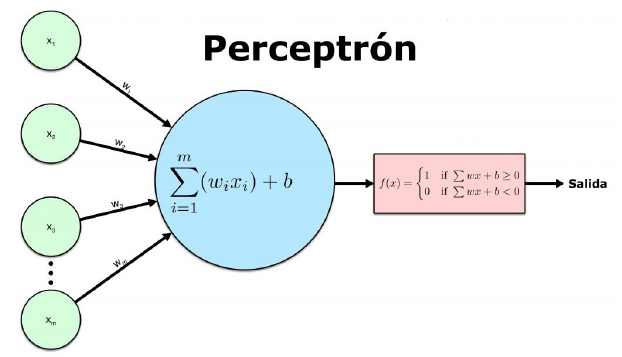 Perceptrón
x₁
w₁
x₂
w₂
x₃
w₃
xₘ
wₘ
m
∑(wᵢxᵢ) + b
i=1
f(x) = { 1 if ∑ wx + b ≥ 0
0 if ∑ wx + b < 0
Salida